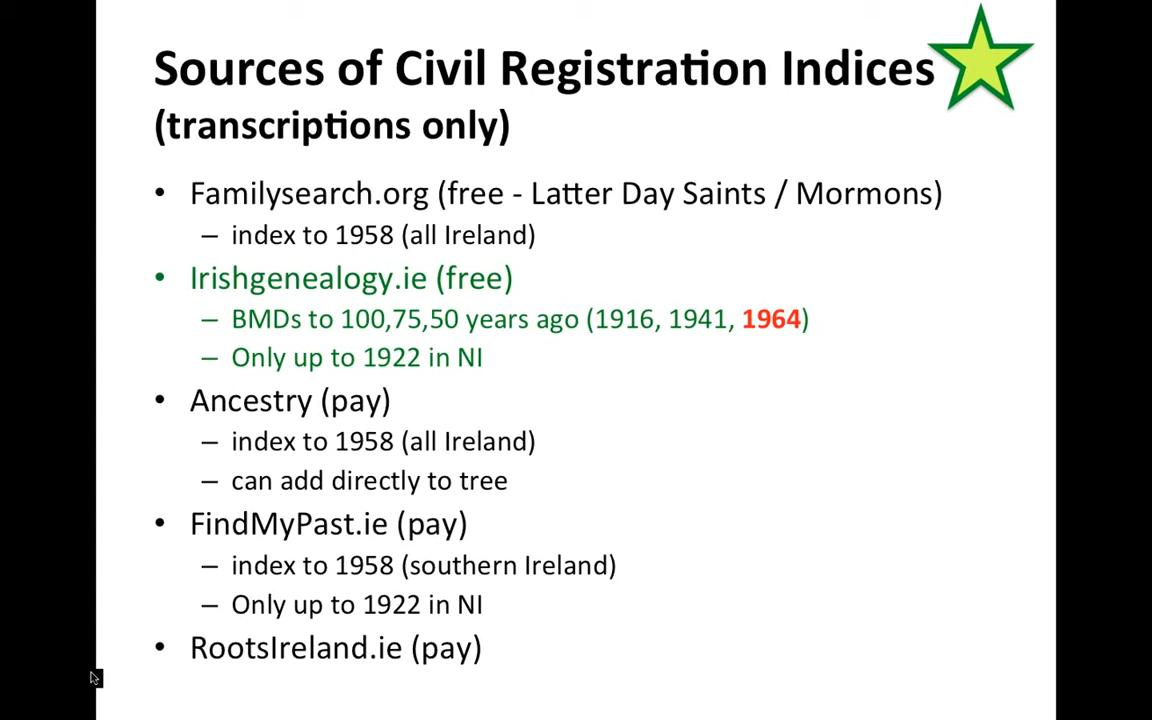 Sources of Civil Registration Indices
(transcriptions only)
• Familysearch.org (free - Latter Day Saints / Mormons)
– index to 1958 (all Ireland)
• Irishgenealogy.ie (free)
– BMDs to 100,75,50 years ago (1916, 1941, 1964)
– Only up to 1922 in NI
• Ancestry (pay)
– index to 1958 (all Ireland)
– can add directly to tree
• FindMyPast.ie (pay)
– index to 1958 (southern Ireland)
– Only up to 1922 in NI
• RootsIreland.ie (pay)